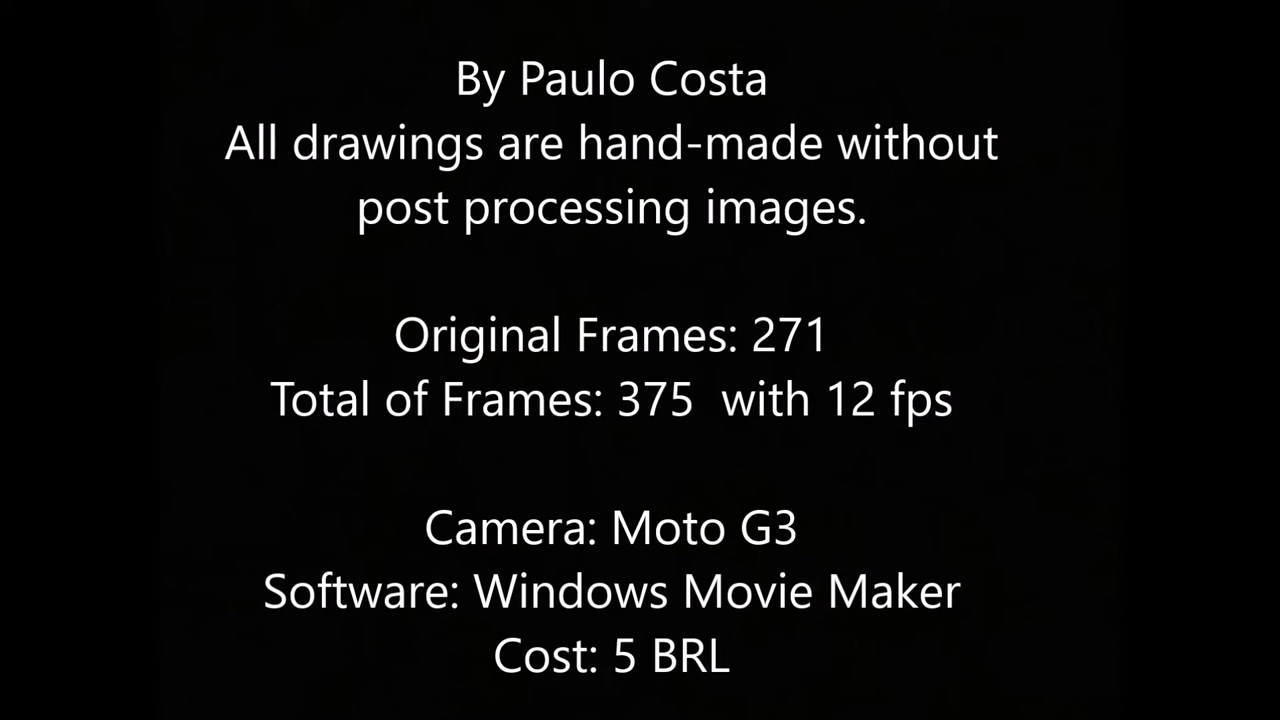 By Paulo Costa
All drawings are hand-made without
post processing images.
Original Frames: 271
Total of Frames: 375  with 12 fps
Camera: Moto G3
Software: Windows Movie Maker
Cost: 5 BRL